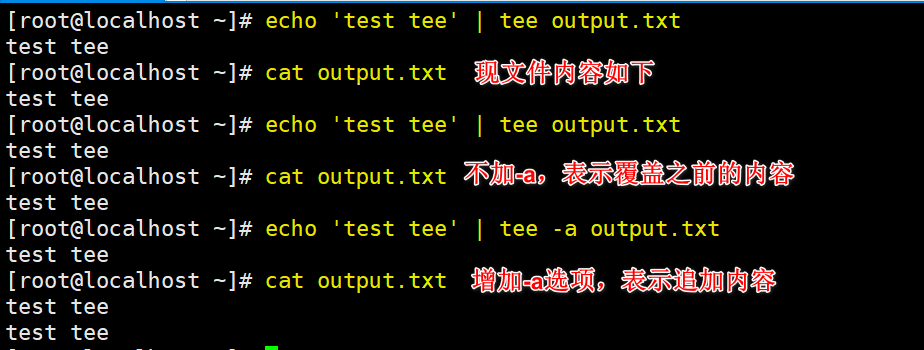 [root@localhost ~]# echo 'test tee' | tee output.txt
test tee
[root@localhost ~]# cat output.txt 现文件内容如下
test tee
[root@localhost ~]# echo 'test tee' | tee output.txt
test tee
[root@localhost ~]# cat output.txt 不加-a，表示覆盖之前的内容
test tee
[root@localhost ~]# echo 'test tee' | tee -a output.txt
test tee
[root@localhost ~]# cat output.txt 增加-a选项，表示追加内容
test tee
test tee
[root@localhost ~]#